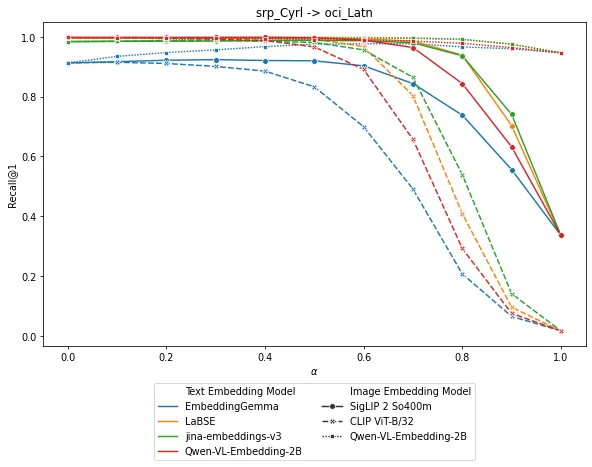 srp_Cyrl -> oci_Latn
1.0
0.8
0.6
0.4
0.2
0.0
Recall@1
0.0 0.2 0.4 0.6 0.8 1.0
α
Text Embedding Model Image Embedding Model
EmbeddingGemma SigLIP 2 So400m
LaBSE CLIP ViT-B/32
jina-embeddings-v3 Qwen-VL-Embedding-2B
Qwen-VL-Embedding-2B